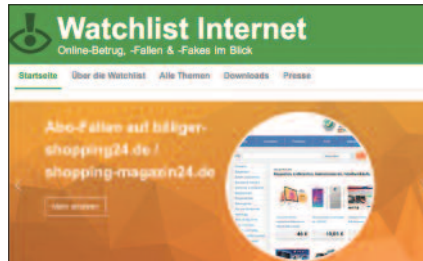 Watchlist Internet
Online-Betrug, -Fallen & -Fakes im Blick
Startseite Über die Watchlist Alle Themen Downloads Presse
Abo-Fallen auf billiger-
shopping24.de /
shopping-magazin24.de